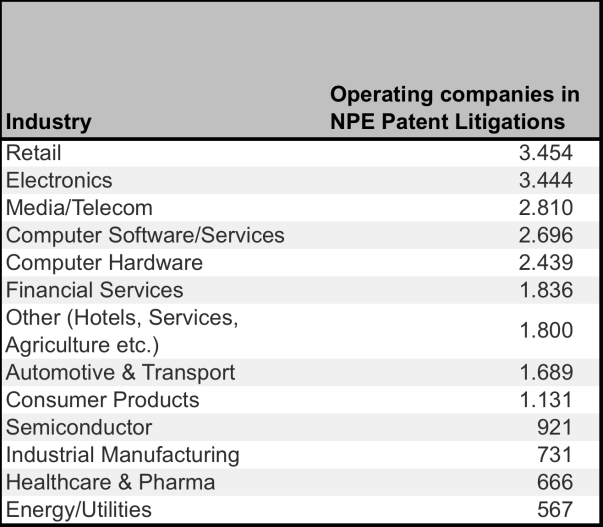 Operating companies in
Industry NPE Patent Litigations
Retail 3.454
Electronics 3.444
Media/Telecom 2.810
Computer Software/Services 2.696
Computer Hardware 2.439
Financial Services 1.836
Other (Hotels, Services,
Agriculture etc.) 1.800
Automotive & Transport 1.689
Consumer Products 1.131
Semiconductor 921
Industrial Manufacturing 731
Healthcare & Pharma 666
Energy/Utilities 567